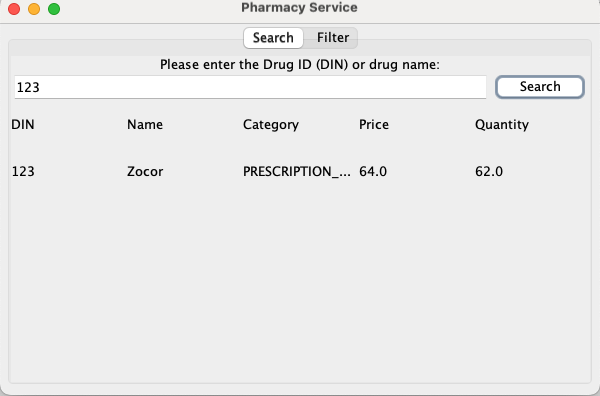 Pharmacy Service
Search Filter
Please enter the Drug ID (DIN) or drug name:
123 Search
DIN Name Category Price Quantity
123 Zocor PRESCRIPTION_... 64.0 62.0